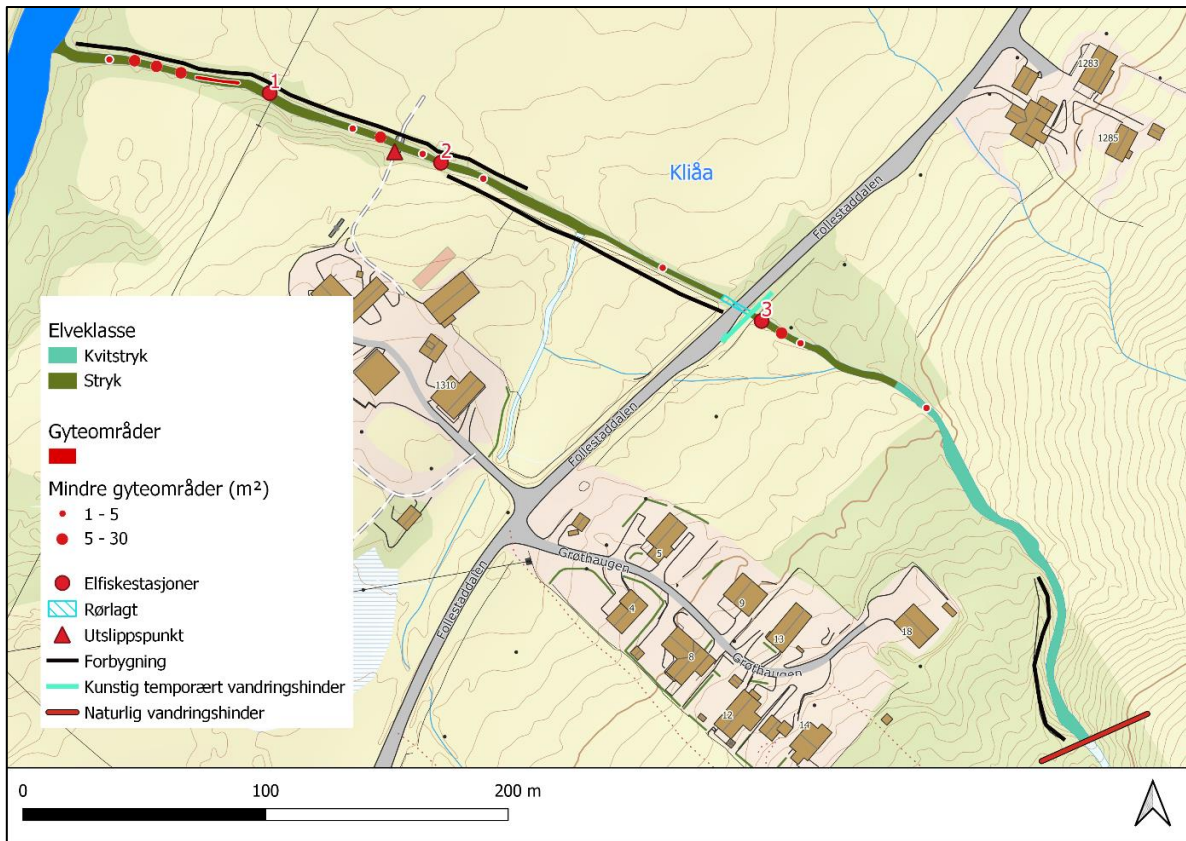 1283
1285
1
2
Kliåa
Follestaddalen
3
Elveklasse
Kvitstryk
Stryk
1310
Gyteområder
Follestaddalen
Mindre gyteområder (m²)
1 - 5
5 - 30
Grøthaugen
5
Elfiskestasjoner
Rørlagt
4
9
Follestaddalen
13
18
Utslippspunkt
8
Forbygning
Grøthaugen
Kunstig temporært vandringshinder
12
14
Naturlig vandringshinder
0
100
200 m